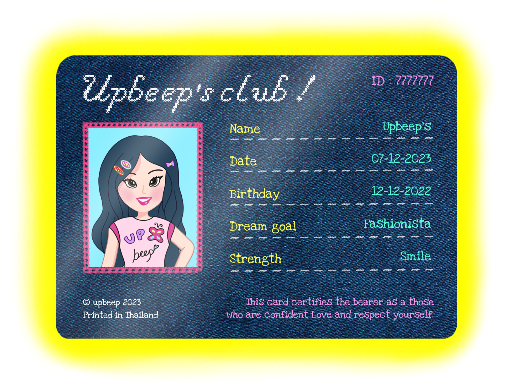 Upbeep's club !
ID : 7777777
Name Upbeep's
Date 07-12-2023
Birthday 12-12-2022
Dream goal Fashionista
Strength Smile
UP
beep
© upbeep 2023
Printed in Thailand
This card certifies the bearer as a those
who are confident Love and respect yourself